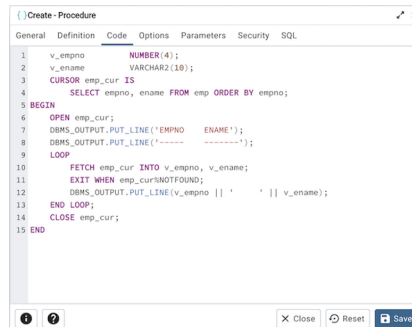 {}Create - Procedure
General Definition Code Options Parameters Security SQL
1 v_empno NUMBER(4);
2 v_ename VARCHAR2(10);
3 CURSOR emp_cur IS
4 SELECT empno, ename FROM emp ORDER BY empno;
5 BEGIN
6 OPEN emp_cur;
7 DBMS_OUTPUT.PUT_LINE('EMPNO    ENAME');
8 DBMS_OUTPUT.PUT_LINE('-----    -------');
9 LOOP
10 FETCH emp_cur INTO v_empno, v_ename;
11 EXIT WHEN emp_cur%NOTFOUND;
12 DBMS_OUTPUT.PUT_LINE(v_empno || '     ' || v_ename);
13 END LOOP;
14 CLOSE emp_cur;
15 END
Close Reset Save